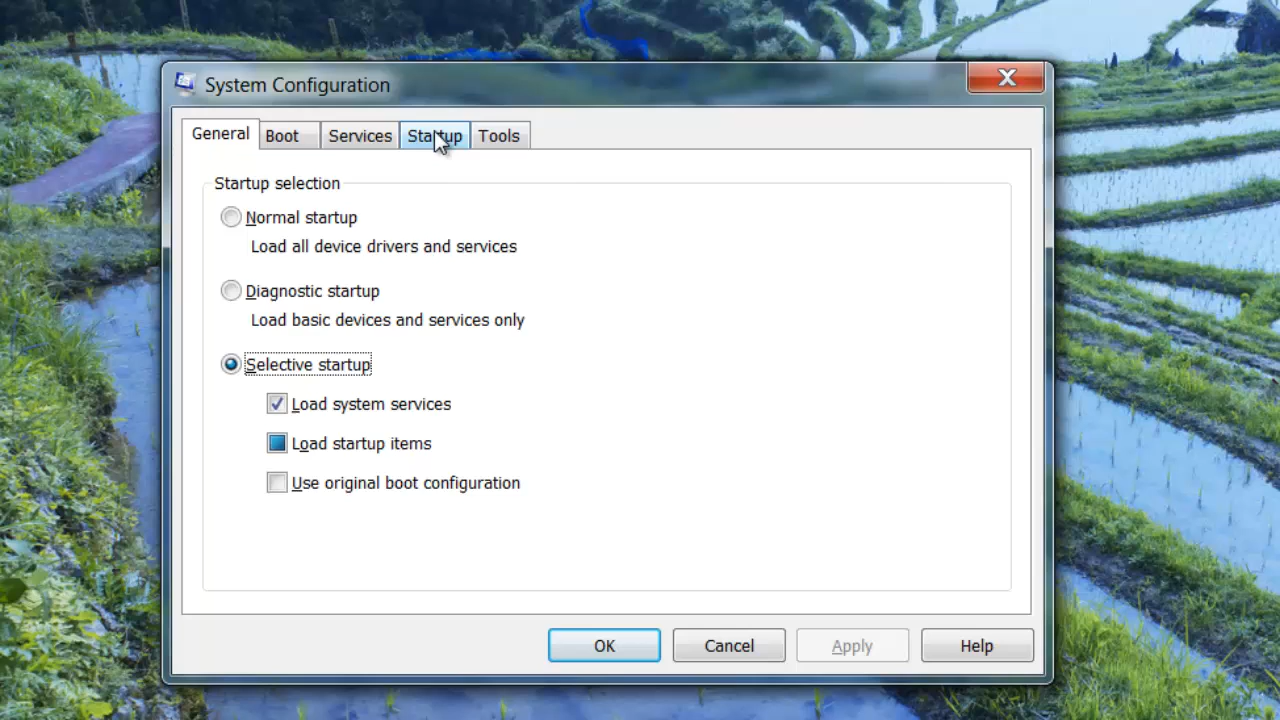 System Configuration
General Boot Services Startup Tools
Startup selection
Normal startup
Load all device drivers and services
Diagnostic startup
Load basic devices and services only
Selective startup
Load system services
Load startup items
Use original boot configuration
OK Cancel Apply Help